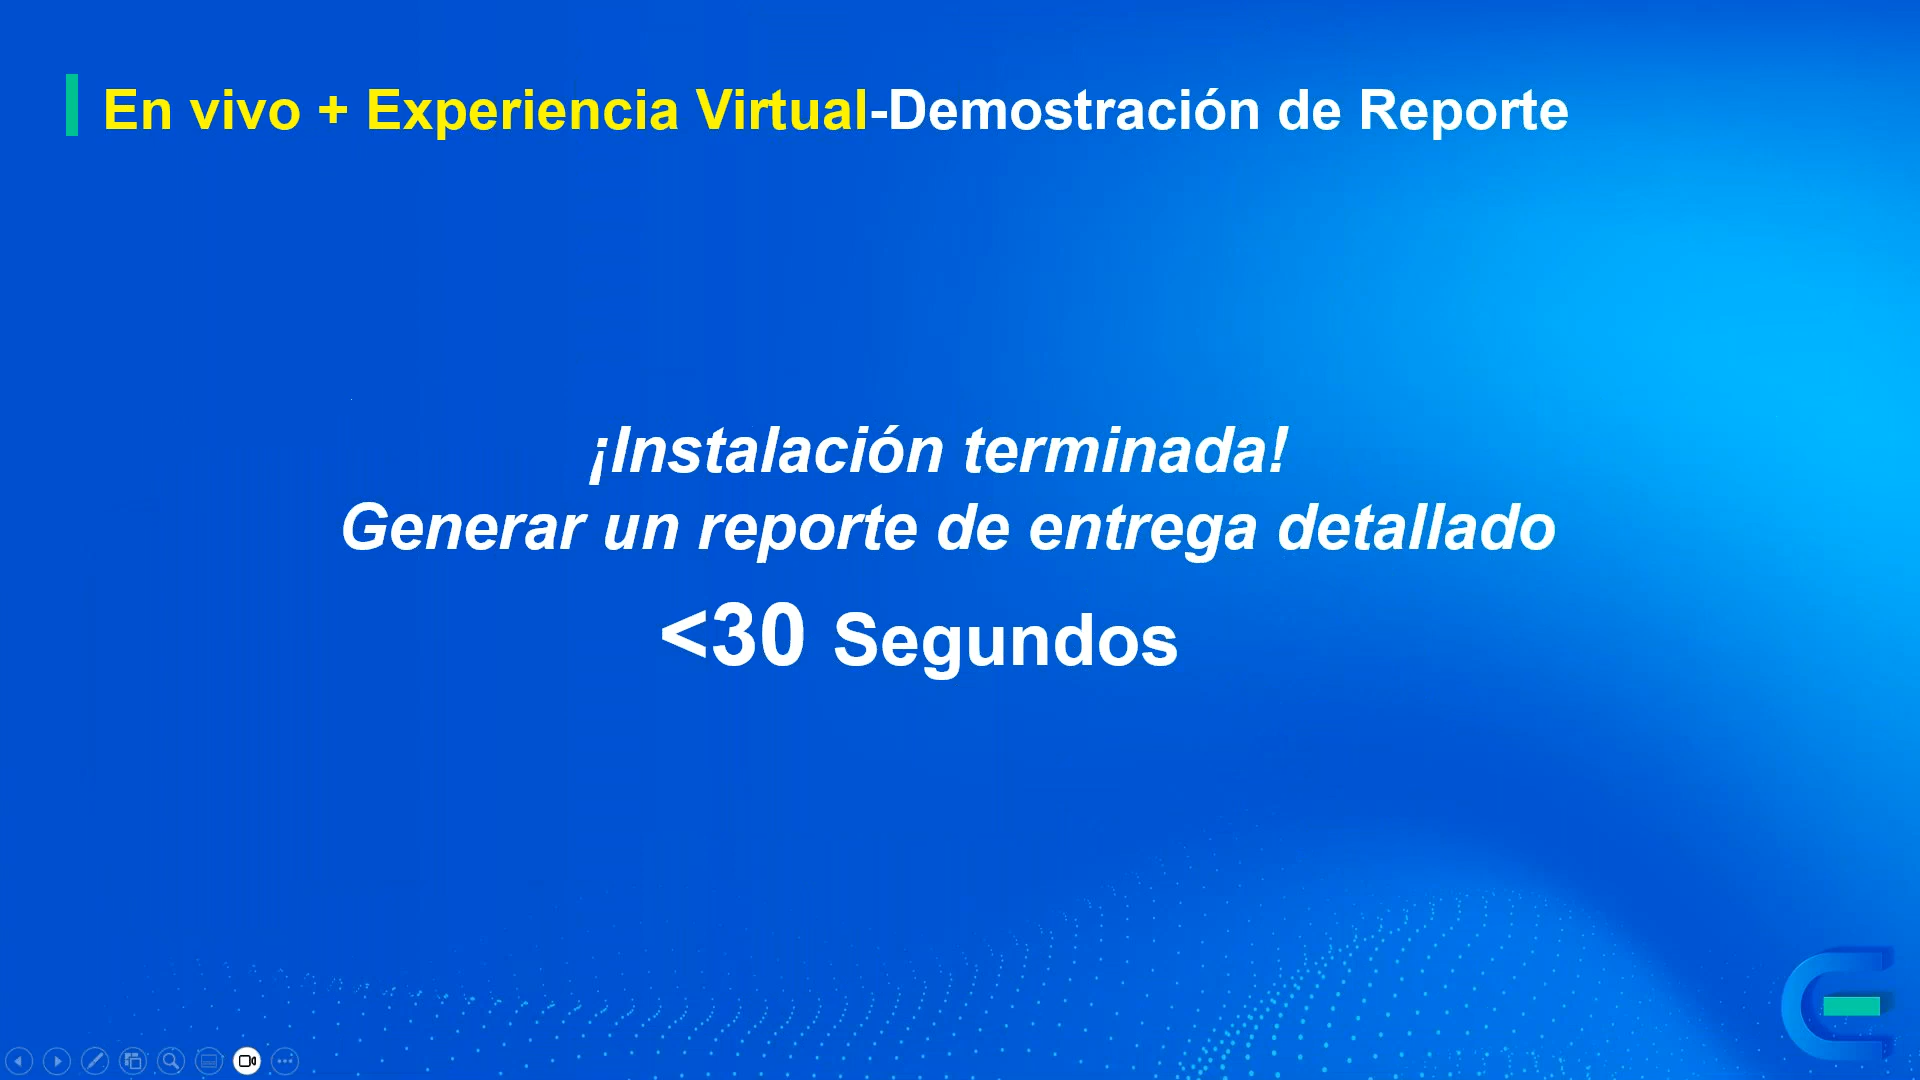 En vivo + Experiencia Virtual-Demostración de Reporte
¡Instalación terminada!
Generar un reporte de entrega detallado
<30 Segundos